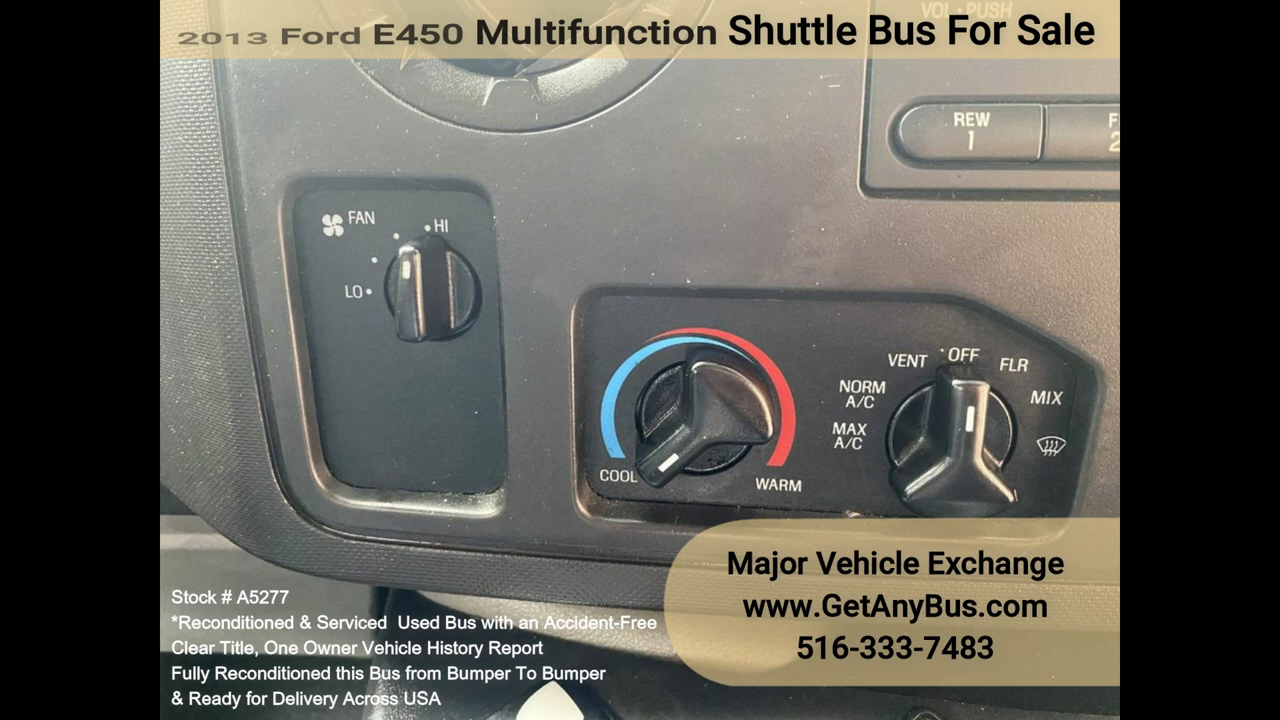 VOL - PUSH
2013 Ford E450 Multifunction Shuttle Bus For Sale
REW
1
F
2
FAN
HI
LO
VENT
OFF
FLR
NORM
A/C
MIX
MAX
A/C
COOL
WARM
Major Vehicle Exchange
www.GetAnyBus.com
516-333-7483
Stock # A5277
*Reconditioned & Serviced  Used Bus with an Accident-Free
Clear Title, One Owner Vehicle History Report
Fully Reconditioned this Bus from Bumper To Bumper
& Ready for Delivery Across USA